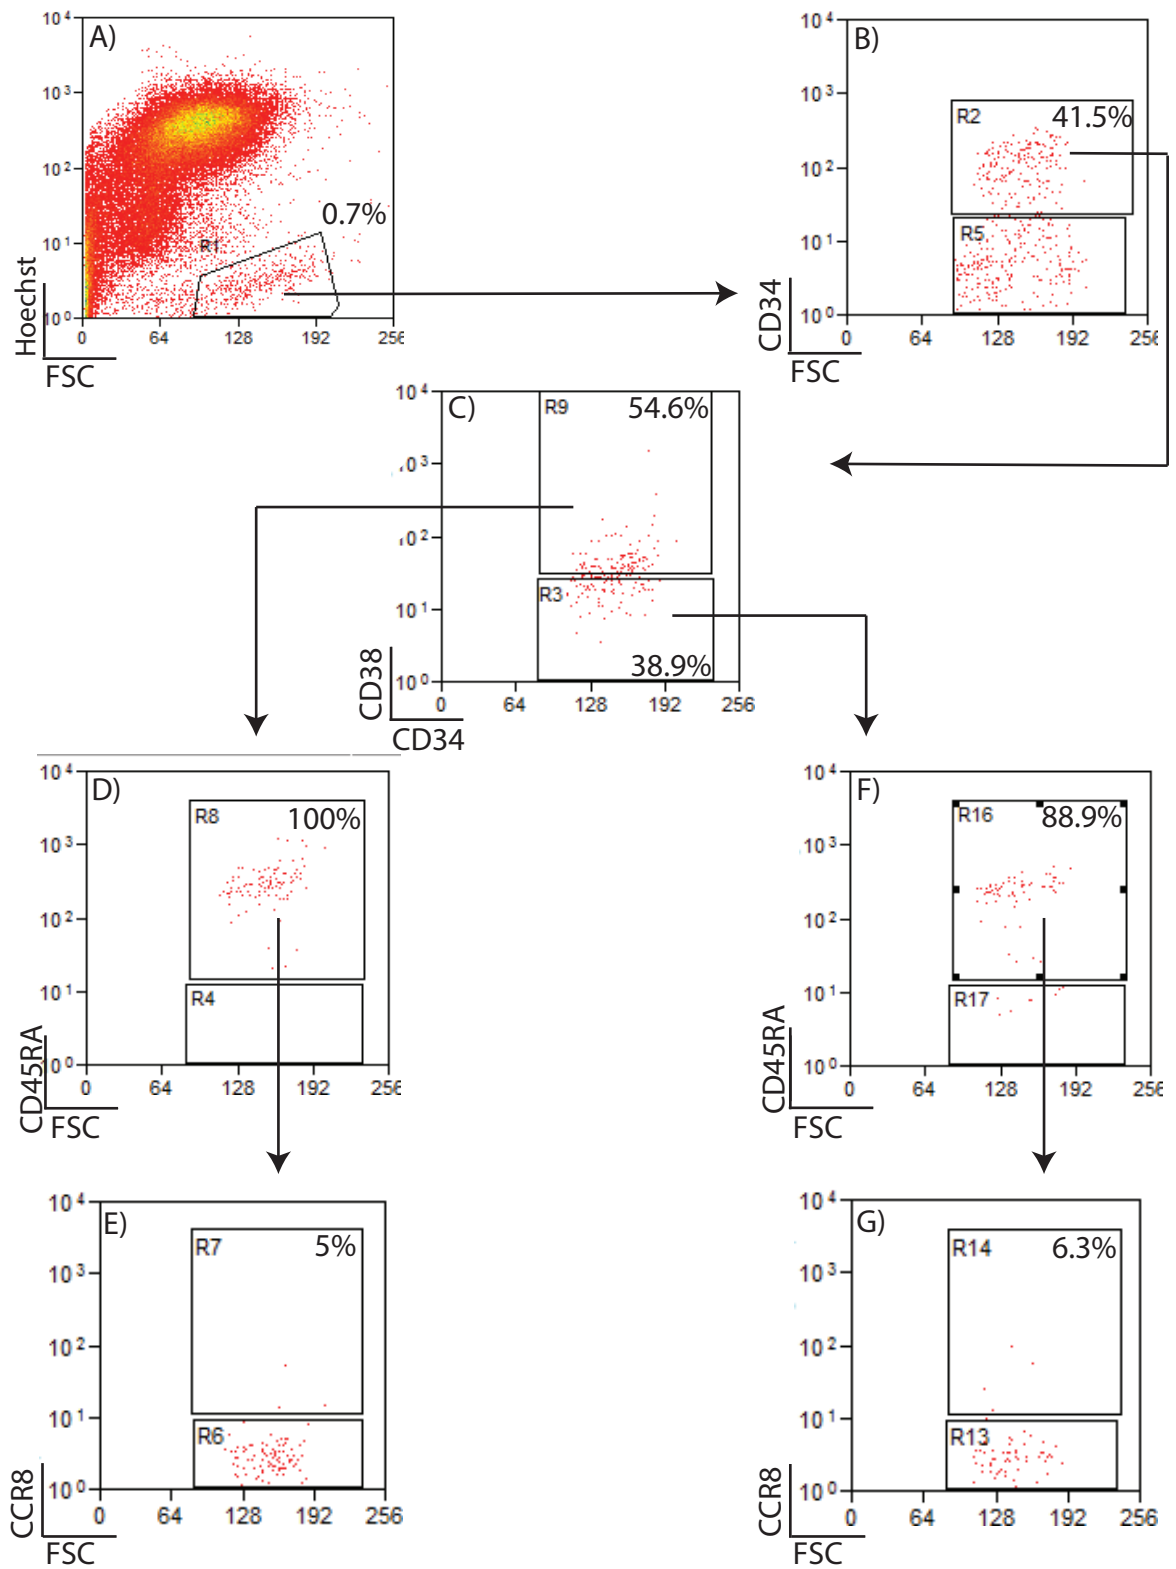 A)
10⁴
10³
10²
10¹
10⁰
R1
0.7%
0 64 128 192 256
Hoechst
FSC
B)
10⁴
10³
10²
10¹
10⁰
R2
41.5%
R5
0 64 128 192 256
CD34
FSC
C)
10⁴
10³
10²
10¹
10⁰
R9
54.6%
R3
38.9%
0 64 128 192 256
CD38
CD34
D)
10⁴
10³
10²
10¹
10⁰
R8
100%
R4
0 64 128 192 256
CD45RA
FSC
F)
10⁴
10³
10²
10¹
10⁰
R16
88.9%
R17
0 64 128 192 256
CD45RA
FSC
E)
10⁴
10³
10²
10¹
10⁰
R7
5%
R6
0 64 128 192 256
CCR8
FSC
G)
10⁴
10³
10²
10¹
10⁰
R14
6.3%
R13
0 64 128 192 256
CCR8
FSC